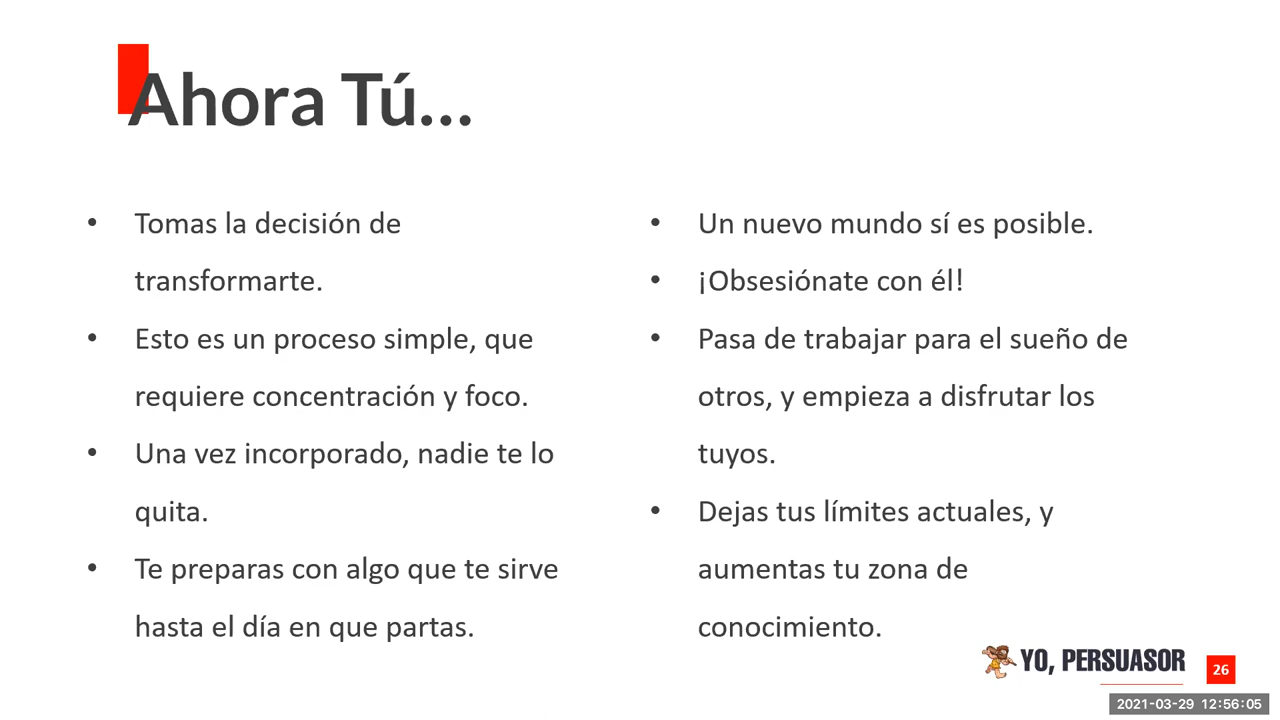 Ahora Tú...
• Tomas la decisión de
transformarte.
• Esto es un proceso simple, que
requiere concentración y foco.
• Una vez incorporado, nadie te lo
quita.
• Te preparas con algo que te sirve
hasta el día en que partas.
• Un nuevo mundo sí es posible.
• ¡Obsesiónate con él!
• Pasa de trabajar para el sueño de
otros, y empieza a disfrutar los
tuyos.
• Dejas tus límites actuales, y
aumentas tu zona de
conocimiento.
YO, PERSUASOR
26
2021-03-29 12:56:05